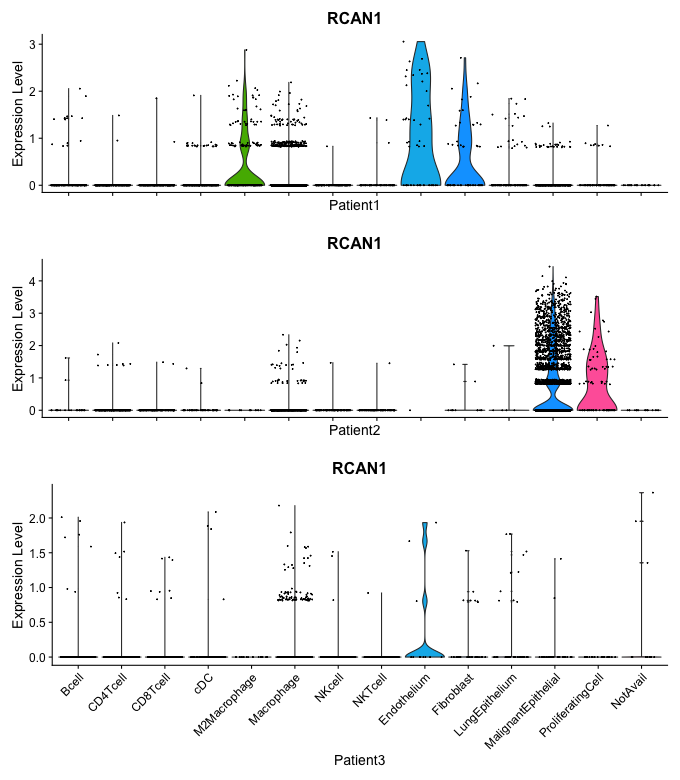 RCAN1
Expression Level
3
2
1
0
Patient1
RCAN1
Expression Level
4
3
2
1
0
Patient2
RCAN1
Expression Level
2.0
1.5
1.0
0.5
0.0
Bcell
CD4Tcell
CD8Tcell
cDC
M2Macrophage
Macrophage
NKcell
NKTcell
Endothelium
Fibroblast
LungEpithelium
MalignantEpithelial
ProliferatingCell
NotAvail
Patient3